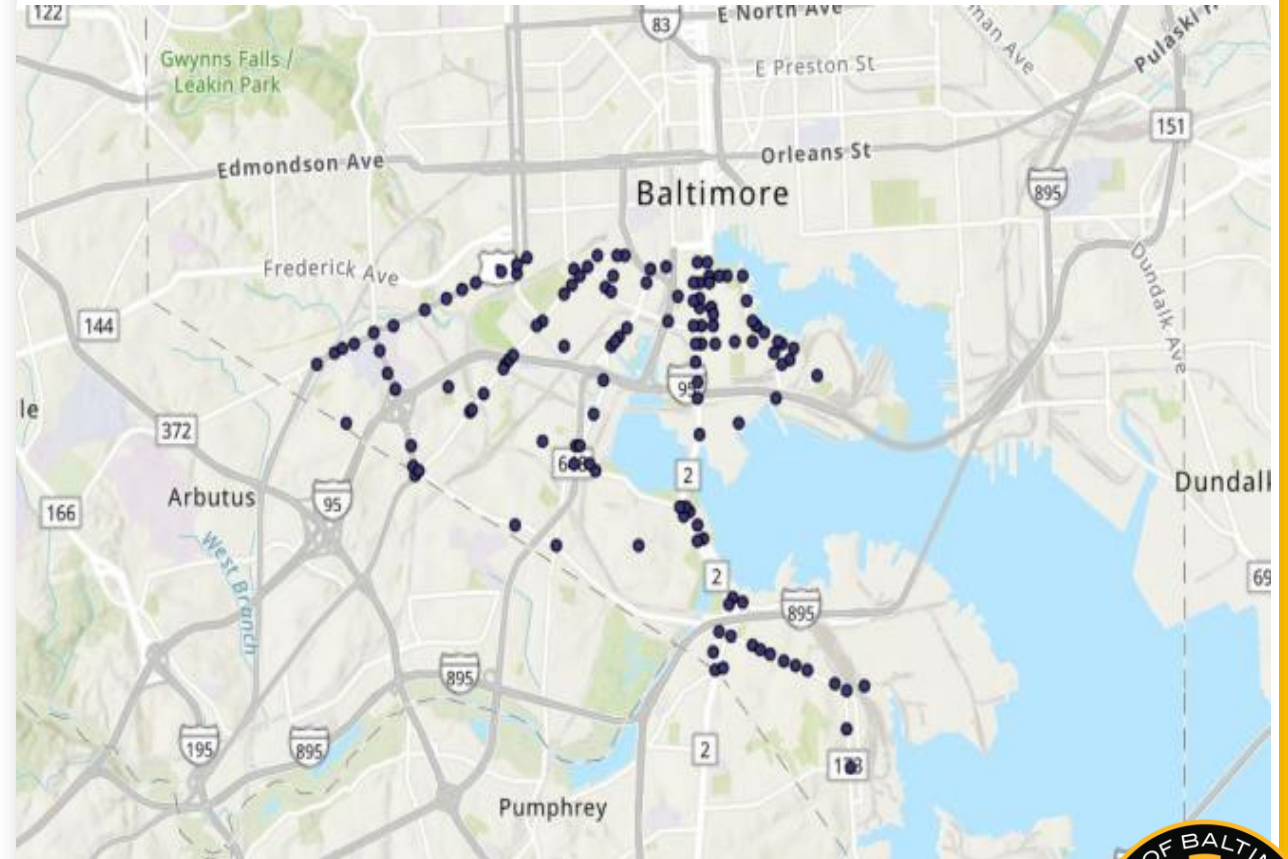 122
83
E North Ave
Pulaski H
Gwynns Falls /
Leakin Park
E Preston St
151
Edmondson Ave
Orleans St
Baltimore
895
Frederick Ave
Dundalk Ave
144
95
le
372
2
Dundalk
Arbutus
95
166
West Branch
2
69
895
895
195
895
2
Pumphrey
OF BALTI